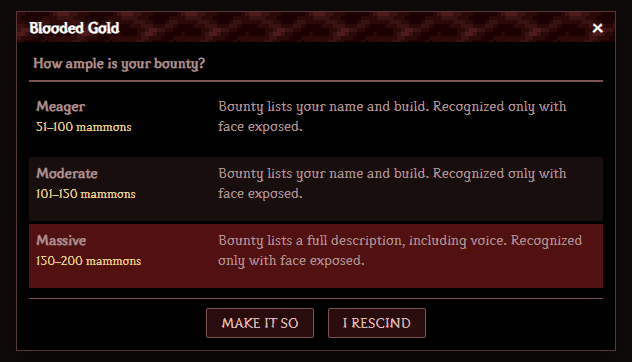 Blooded Gold ×
How ample is your bounty?
Meager
51–100 mammons
Bounty lists your name and build. Recognized only with
face exposed.
Moderate
101–150 mammons
Bounty lists your name and build. Recognized only with
face exposed.
Massive
150–200 mammons
Bounty lists a full description, including voice. Recognized
only with face exposed.
MAKE IT SO
I RESCIND